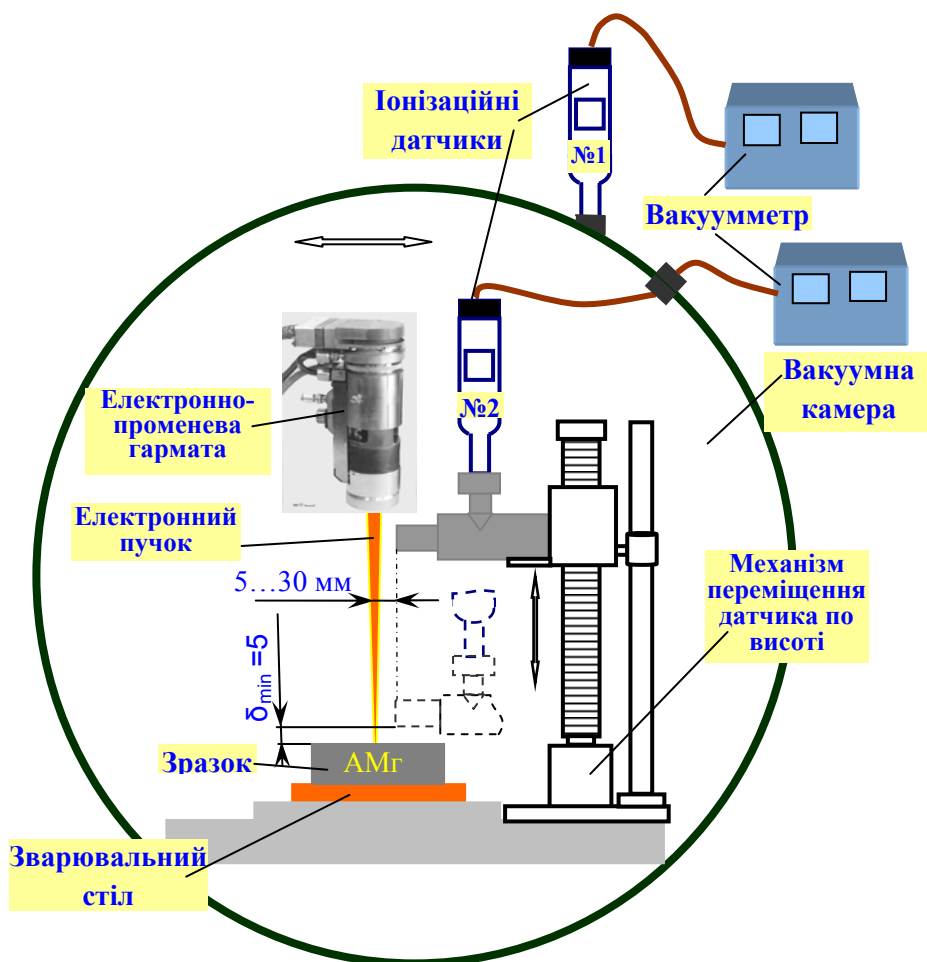 Іонізаційні
датчики
№1
Вакуумметр
№2
Вакуумна
камера
Електронно-
променева
гармата
Електронний
пучок
5…30 мм
Механізм
переміщення
датчика по
висоті
δmin =5
Зразок
АМг
Зварювальний
стіл